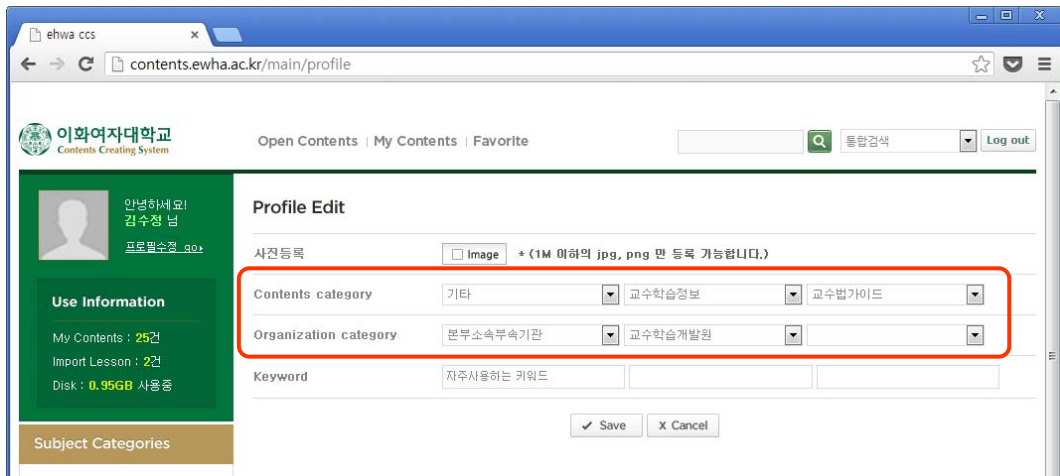 ehwa ccs
contents.ewha.ac.kr/main/profile
이화여자대학교
Contents Creating System
Open Contents | My Contents | Favorite
통합검색
Log out
안녕하세요!
김수정 님
프로필수정 go
Use Information
My Contents : 25건
Import Lesson : 2건
Disk : 0.95GB 사용중
Subject Categories
Profile Edit
사진등록 Image * (1M 이하의 jpg, png 만 등록 가능합니다.)
Contents category 기타 교수학습정보 교수법가이드
Organization category 본부소속부속기관 교수학습개발원
Keyword 자주사용하는 키워드
Save X Cancel